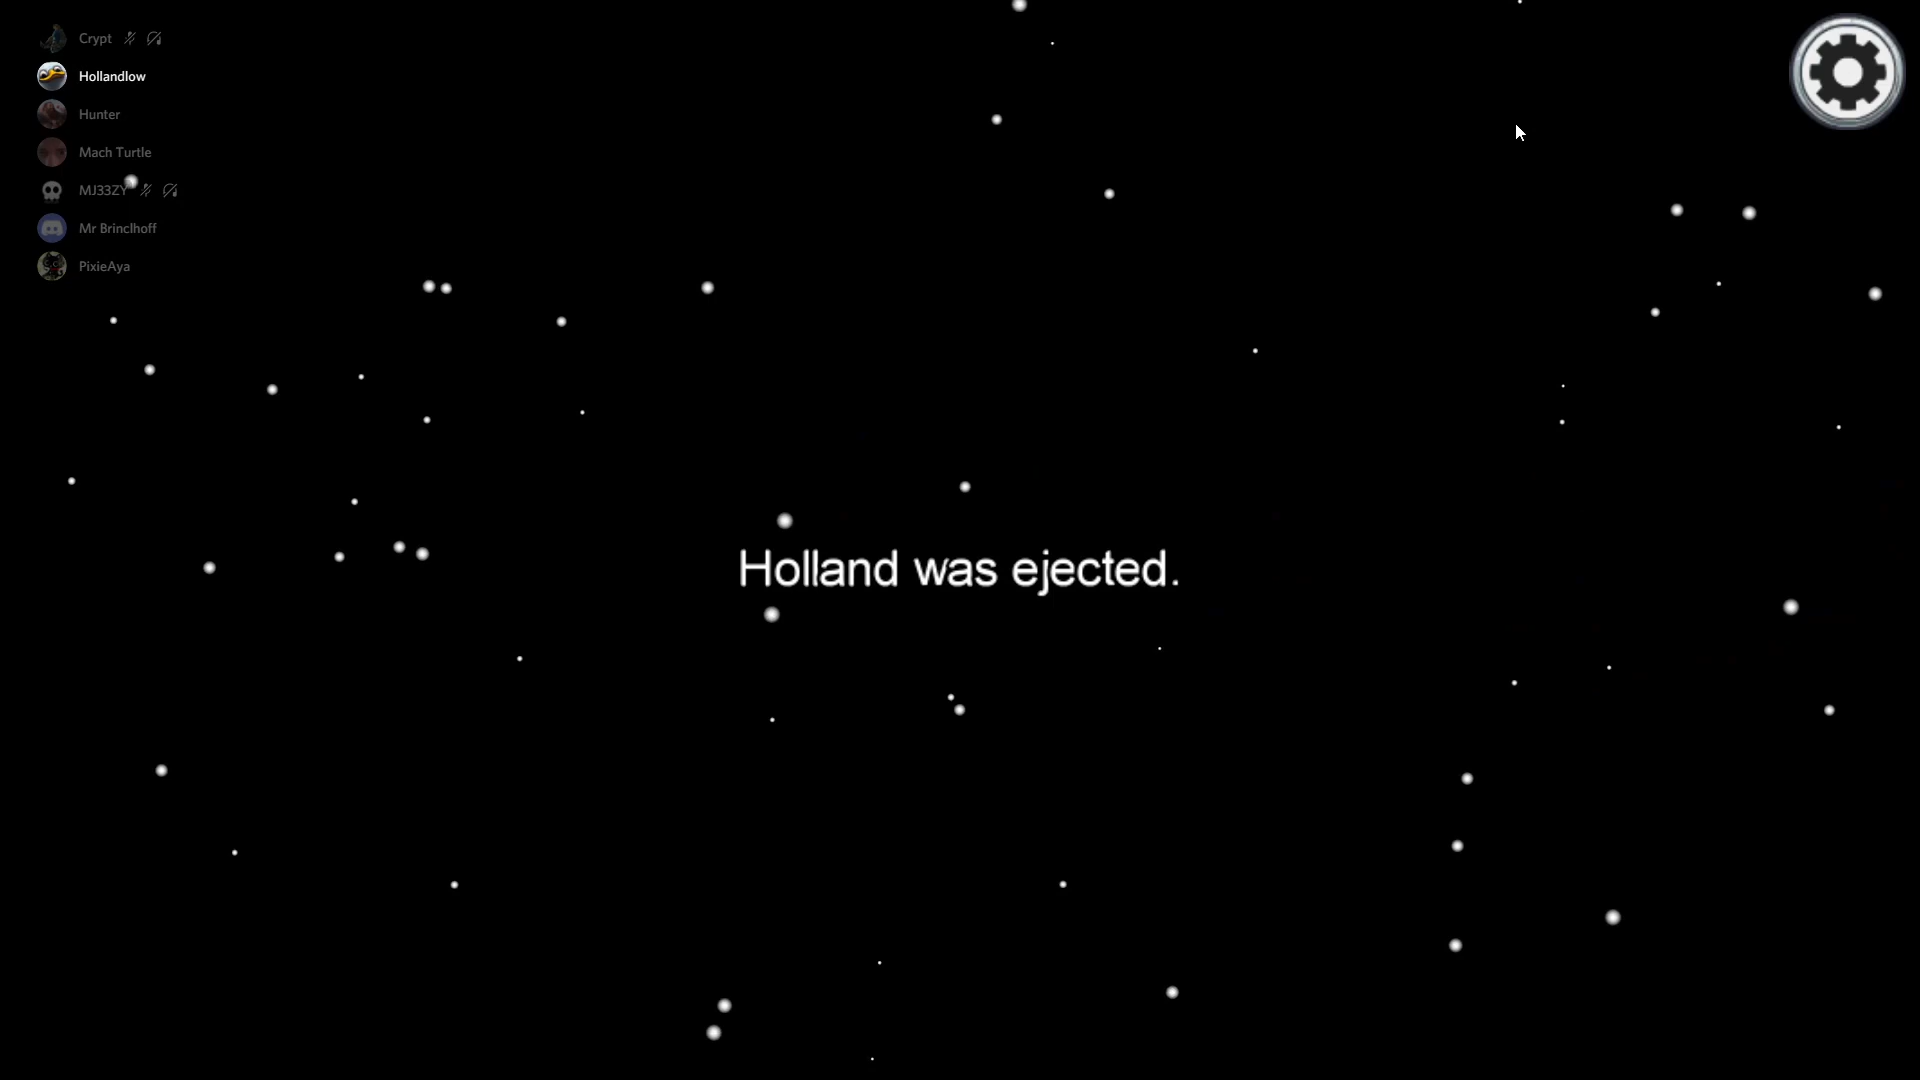 Crypt
Hollandlow
Hunter
Mach Turtle
MJ33ZY
Mr Brinclhoff
PixieAya
Holland was ejected.